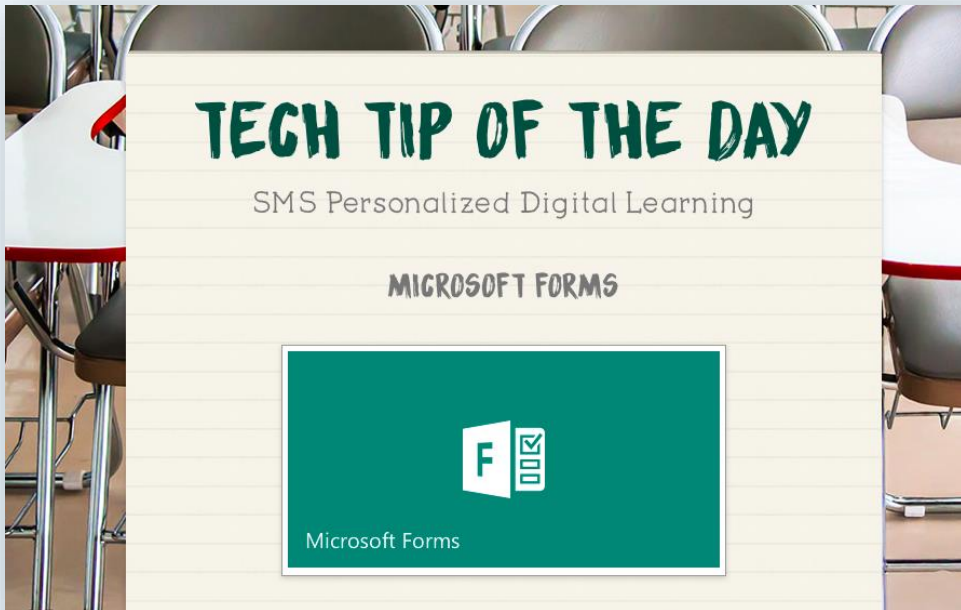 TECH TIP OF THE DAY
SMS Personalized Digital Learning
MICROSOFT FORMS
F
Microsoft Forms